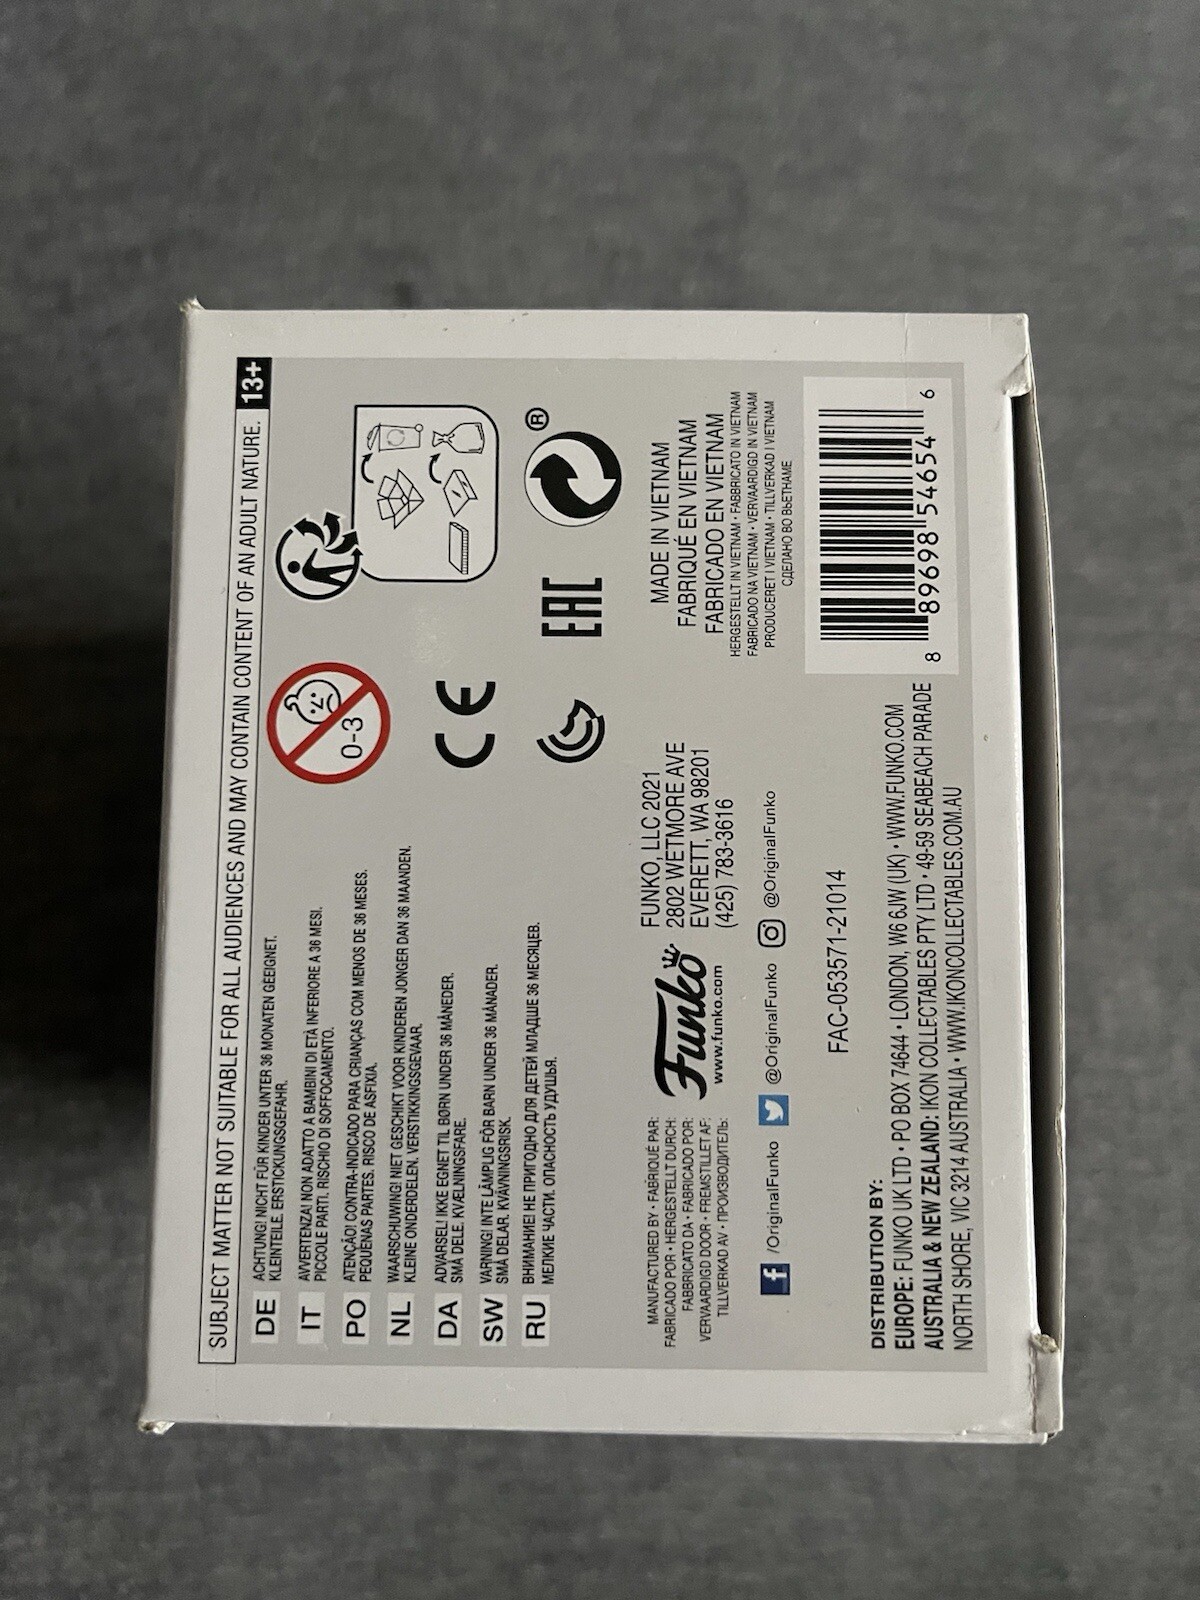 SUBJECT MATTER NOT SUITABLE FOR ALL AUDIENCES AND MAY CONTAIN CONTENT OF AN ADULT NATURE. 13+
DE ACHTUNG! NICHT FÜR KINDER UNTER 36 MONATEN GEEIGNET.
KLEINTEILE. ERSTICKUNGSGEFAHR.
IT AVVERTENZA! NON ADATTO A BAMBINI DI ETÀ INFERIORE A 36 MESI.
PICCOLE PARTI. RISCHIO DI SOFFOCAMENTO.
PO ATENÇÃO! CONTRA-INDICADO PARA CRIANÇAS COM MENOS DE 36 MESES.
PEQUENAS PARTES. RISCO DE ASFIXIA.
NL WAARSCHUWING! NIET GESCHIKT VOOR KINDEREN JONGER DAN 36 MAANDEN.
KLEINE ONDERDELEN. VERSTIKKINGSGEVAAR.
DA ADVARSEL! IKKE EGNET TIL BØRN UNDER 36 MÅNEDER.
SMÅ DELE. KVÆLNINGSFARE.
SW VARNING! INTE LÄMPLIG FÖR BARN UNDER 36 MÅNADER.
SMÅ DELAR. KVÄVNINGSRISK.
RU ВНИМАНИЕ! НЕ ПРИГОДНО ДЛЯ ДЕТЕЙ МЛАДШЕ 36 МЕСЯЦЕВ.
МЕЛКИЕ ЧАСТИ. ОПАСНОСТЬ УДУШЬЯ.
0-3
CE
EAC
®
MANUFACTURED BY • FABRIQUÉ PAR:
FABRICADO POR • HERGESTELLT DURCH:
FABBRICATO DA • FABRICADO POR:
VERVAARDIGD DOOR • FREMSTILLET AF:
TILLVERKAD AV • ПРОИЗВОДИТЕЛЬ:
Funko
www.funko.com
FUNKO, LLC 2021
2802 WETMORE AVE
EVERETT, WA 98201
(425) 783-3616
MADE IN VIETNAM
FABRIQUÉ EN VIETNAM
FABRICADO EN VIETNAM
HERGESTELLT IN VIETNAM • FABBRICATO IN VIETNAM
FABRICADO NA VIETNAM • VERVAARDIGD IN VIETNAM
PRODUCERET I VIETNAM • TILLVERKAD I VIETNAM
СДЕЛАНО ВО ВЬЕТНАМЕ
f /OriginalFunko @OriginalFunko @OriginalFunko
FAC-053571-21014
8 89698 54654 6
DISTRIBUTION BY:
EUROPE: FUNKO UK LTD • PO BOX 74644 • LONDON, W6 6JW (UK) • WWW.FUNKO.COM
AUSTRALIA & NEW ZEALAND: IKON COLLECTABLES PTY LTD • 49-59 SEABEACH PARADE
NORTH SHORE, VIC 3214 AUSTRALIA • WWW.IKONCOLLECTABLES.COM.AU